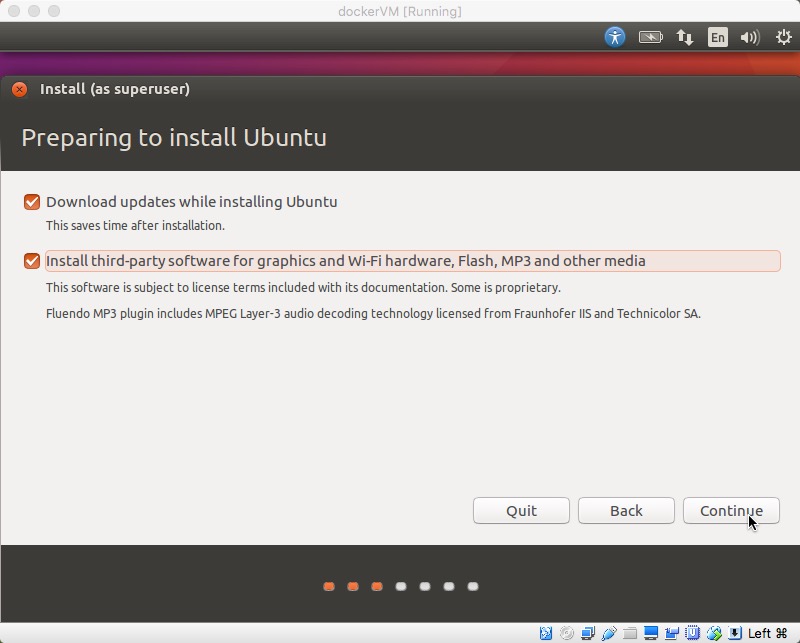 dockerVM [Running]
En
Install (as superuser)
Preparing to install Ubuntu
Download updates while installing Ubuntu
This saves time after installation.
Install third-party software for graphics and Wi-Fi hardware, Flash, MP3 and other media
This software is subject to license terms included with its documentation. Some is proprietary.
Fluendo MP3 plugin includes MPEG Layer-3 audio decoding technology licensed from Fraunhofer IIS and Technicolor SA.
Quit Back Continue
Left ⌘